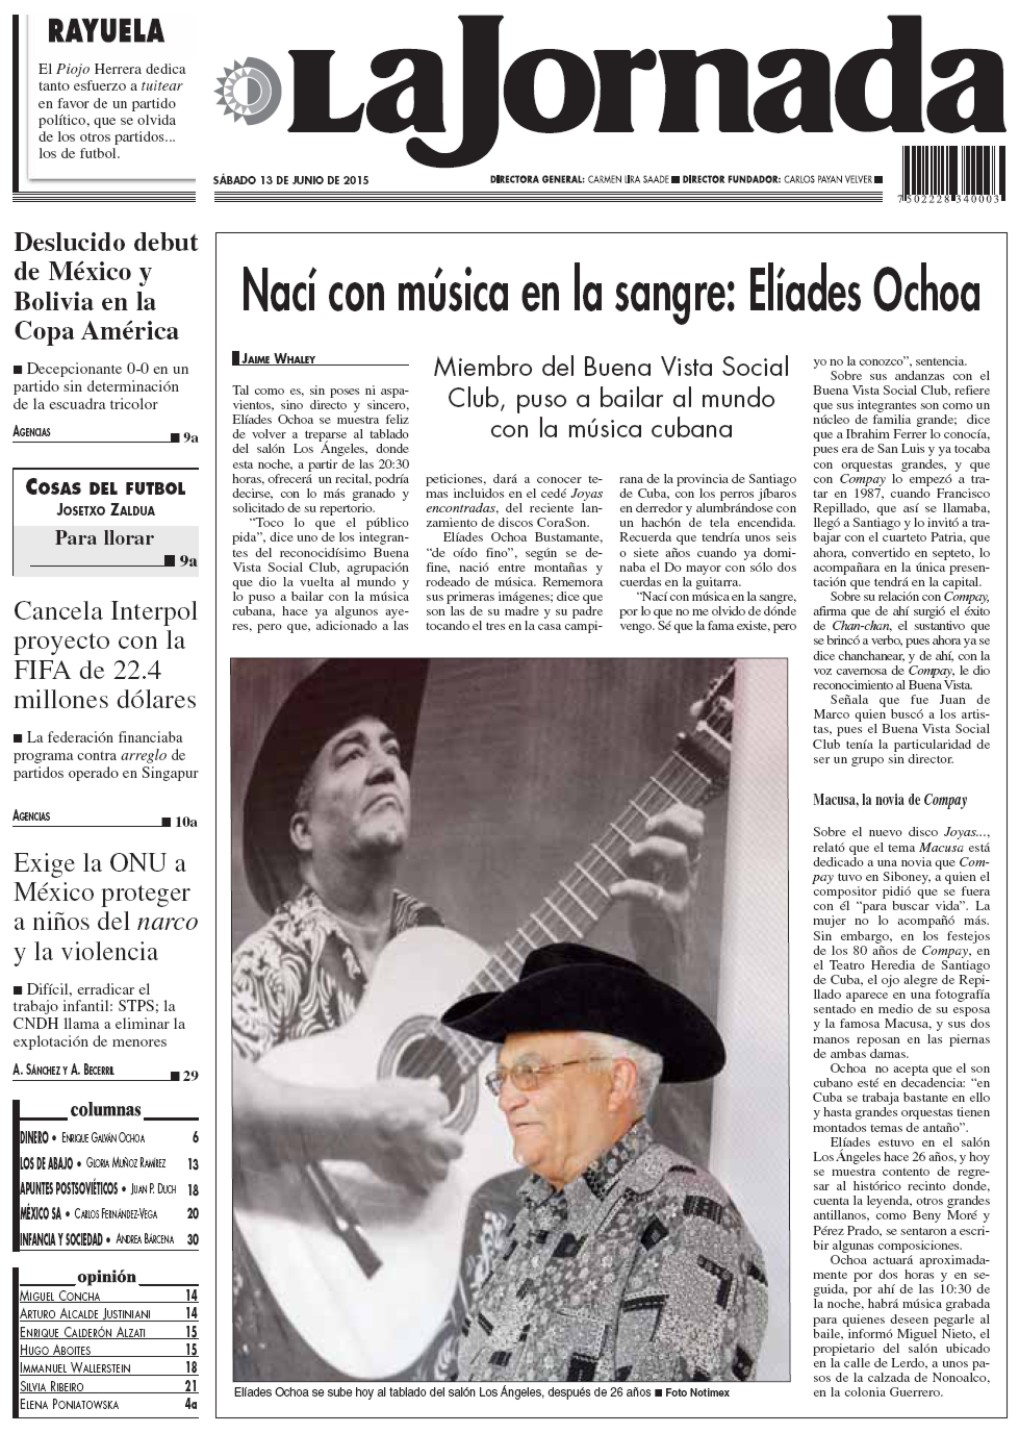 RAYUELA
El Piojo Herrera dedica
tanto esfuerzo a tuitear
en favor de un partido
político, que se olvida
de los otros partidos...
los de futbol.
La Jornada
SÁBADO 13 DE JUNIO DE 2015
DIRECTORA GENERAL: CARMEN LIRA SAADE ■ DIRECTOR FUNDADOR: CARLOS PAYAN VELVER ■
7 502228 340003
Deslucido debut
de México y
Bolivia en la
Copa América
■ Decepcionante 0-0 en un
partido sin determinación
de la escuadra tricolor
AGENCIAS
■ 9a
COSAS DEL FUTBOL
JOSETXO ZALDUA
Para llorar
■ 9a
Cancela Interpol
proyecto con la
FIFA de 22.4
millones dólares
■ La federación financiaba
programa contra arreglo de
partidos operado en Singapur
AGENCIAS
■ 10a
Exige la ONU a
México proteger
a niños del narco
y la violencia
■ Difícil, erradicar el
trabajo infantil: STPS; la
CNDH llama a eliminar la
explotación de menores
A. SÁNCHEZ Y A. BECERRIL
■ 29
columnas
DINERO • ENRIQUE GALVÁN OCHOA 6
LOS DE ABAJO • GLORIA MUÑOZ RAMÍREZ 13
APUNTES POSTSOVIÉTICOS • JUAN P. DUCH 18
MÉXICO SA • CARLOS FERNÁNDEZ-VEGA 20
INFANCIA Y SOCIEDAD • ANDREA BÁRCENA 30
opinión
MIGUEL CONCHA 14
ARTURO ALCALDE JUSTINIANI 14
ENRIQUE CALDERÓN ALZATI 15
HUGO ABOITES 15
IMMANUEL WALLERSTEIN 18
SILVIA RIBEIRO 21
ELENA PONIATOWSKA 4a
Nací con música en la sangre: Elíades Ochoa
JAIME WHALEY
Miembro del Buena Vista Social
Club, puso a bailar al mundo
con la música cubana
Tal como es, sin poses ni aspa-
vientos, sino directo y sincero,
Elíades Ochoa se muestra feliz
de volver a treparse al tablado
del salón Los Ángeles, donde
esta noche, a partir de las 20:30
horas, ofrecerá un recital, podría
decirse, con lo más granado y
solicitado de su repertorio.
“Toco lo que el público
pida”, dice uno de los integran-
tes del reconocidísimo Buena
Vista Social Club, agrupación
que dio la vuelta al mundo y
lo puso a bailar con la música
cubana, hace ya algunos aye-
res, pero que, adicionado a las
peticiones, dará a conocer te-
mas incluidos en el cedé Joyas
encontradas, del reciente lan-
zamiento de discos CoraSon.
Elíades Ochoa Bustamante,
“de oído fino”, según se de-
fine, nació entre montañas y
rodeado de música. Rememora
sus primeras imágenes; dice que
son las de su madre y su padre
tocando el tres en la casa campi-
rana de la provincia de Santiago
de Cuba, con los perros jíbaros
en derredor y alumbrándose con
un hachón de tela encendida.
Recuerda que tendría unos seis
o siete años cuando ya domi-
naba el Do mayor con sólo dos
cuerdas en la guitarra.
“Nací con música en la sangre,
por lo que no me olvido de dónde
vengo. Sé que la fama existe, pero
yo no la conozco”, sentencia.
Sobre sus andanzas con el
Buena Vista Social Club, refiere
que sus integrantes son como un
núcleo de familia grande; dice
que a Ibrahim Ferrer lo conocía,
pues era de San Luis y ya tocaba
con orquestas grandes, y que
con Compay lo empezó a tra-
tar en 1987, cuando Francisco
Repillado, que así se llamaba,
llegó a Santiago y lo invitó a tra-
bajar con el cuarteto Patria, que
ahora, convertido en septeto, lo
acompañara en la única presen-
tación que tendrá en la capital.
Sobre su relación con Compay,
afirma que de ahí surgió el éxito
de Chan-chan, el sustantivo que
se brincó a verbo, pues ahora ya se
dice chanchanear, y de ahí, con la
voz cavernosa de Compay, le dio
reconocimiento al Buena Vista.
Señala que fue Juan de
Marco quien buscó a los artis-
tas, pues el Buena Vista Social
Club tenía la particularidad de
ser un grupo sin director.
Macusa, la novia de Compay
Sobre el nuevo disco Joyas...,
relató que el tema Macusa está
dedicado a una novia que Com-
pay tuvo en Siboney, a quien el
compositor pidió que se fuera
con él “para buscar vida”. La
mujer no lo acompañó más.
Sin embargo, en los festejos
de los 80 años de Compay, en
el Teatro Heredia de Santiago
de Cuba, el ojo alegre de Repi-
llado aparece en una fotografía
sentado en medio de su esposa
y la famosa Macusa, y sus dos
manos reposan en las piernas
de ambas damas.
Ochoa no acepta que el son
cubano esté en decadencia: “en
Cuba se trabaja bastante en ello
y hasta grandes orquestas tienen
montados temas de antaño”.
Elíades estuvo en el salón
Los Ángeles hace 26 años, y hoy
se muestra contento de regre-
sar al histórico recinto donde,
cuenta la leyenda, otros grandes
antillanos, como Beny Moré y
Pérez Prado, se sentaron a escri-
bir algunas composiciones.
Ochoa actuará aproximada-
mente por dos horas y en se-
guida, por ahí de las 10:30 de
la noche, habrá música grabada
para quienes deseen pegarle al
baile, informó Miguel Nieto, el
propietario del salón ubicado
en la calle de Lerdo, a unos pa-
sos de la calzada de Nonoalco,
en la colonia Guerrero.
Elíades Ochoa se sube hoy al tablado del salón Los Ángeles, después de 26 años ■ Foto Notimex